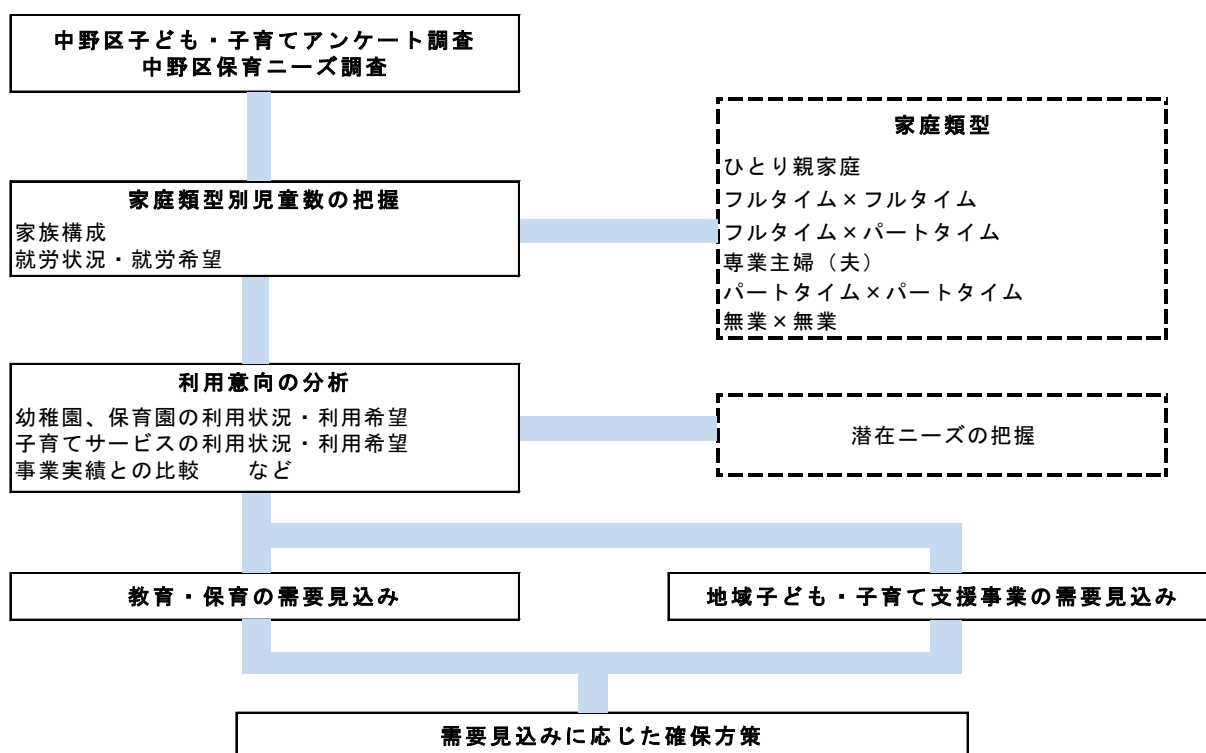 中野区子ども・子育てアンケート調査
中野区保育ニーズ調査
家庭類型別児童数の把握
家族構成
就労状況・就労希望
家庭類型
ひとり親家庭
フルタイム×フルタイム
フルタイム×パートタイム
専業主婦（夫）
パートタイム×パートタイム
無業×無業
利用意向の分析
幼稚園、保育園の利用状況・利用希望
子育てサービスの利用状況・利用希望
事業実績との比較　　など
潜在ニーズの把握
教育・保育の需要見込み
地域子ども・子育て支援事業の需要見込み
需要見込みに応じた確保方策